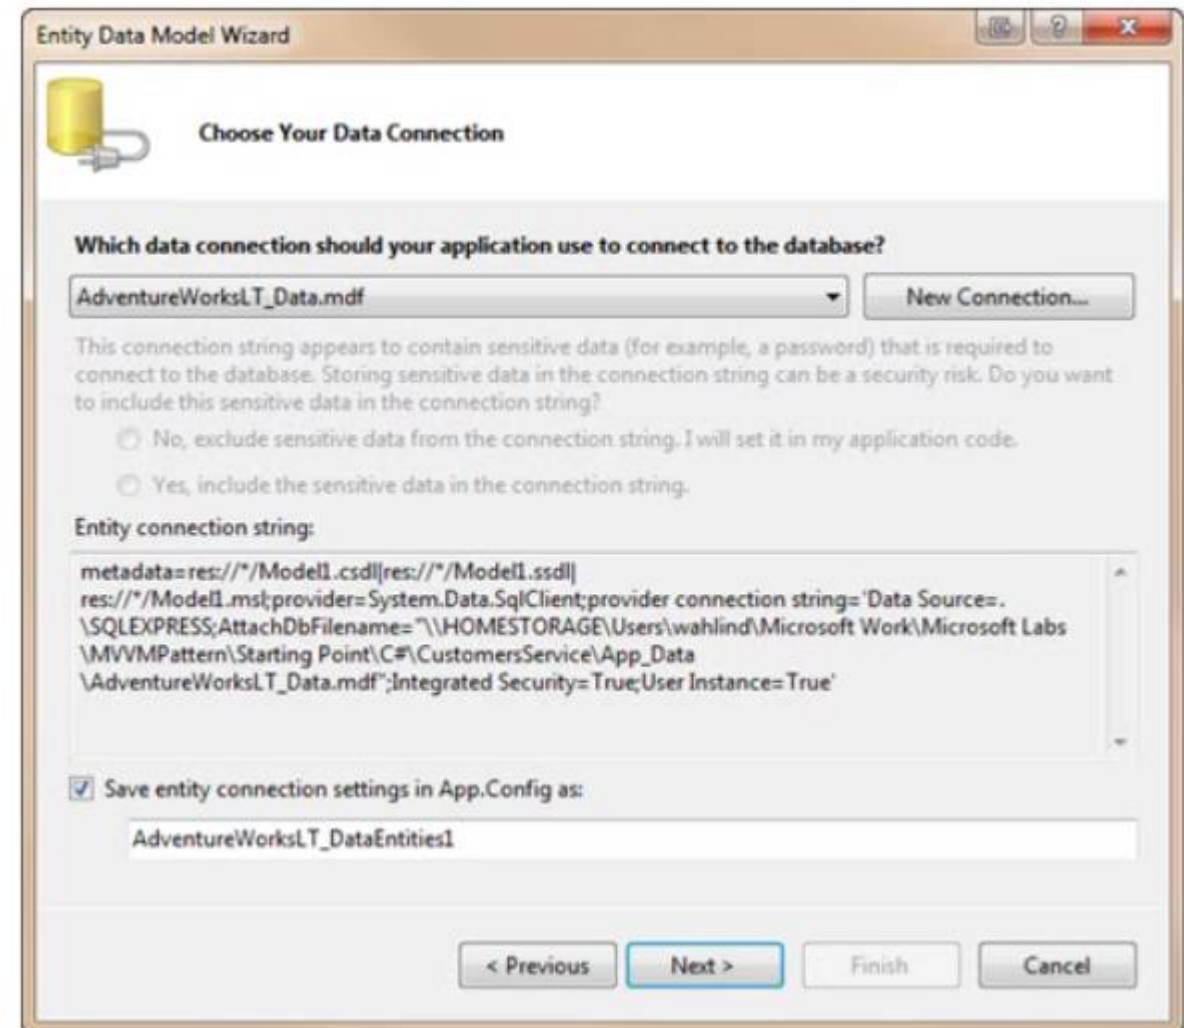 Entity Data Model Wizard
Choose Your Data Connection
Which data connection should your application use to connect to the database?
AdventureWorksLT_Data.mdf
New Connection...
This connection string appears to contain sensitive data (for example, a password) that is required to
connect to the database. Storing sensitive data in the connection string can be a security risk. Do you want
to include this sensitive data in the connection string?
No, exclude sensitive data from the connection string. I will set it in my application code.
Yes, include the sensitive data in the connection string.
Entity connection string:
metadata=res://*/Model1.csdl|res://*/Model1.ssdl|
res://*/Model1.msl;provider=System.Data.SqlClient;provider connection string='Data Source=.
\SQLEXPRESS;AttachDbFilename="\\HOMESTORAGE\Users\wahlind\Microsoft Work\Microsoft Labs
\MVVMPattern\Starting Point\C#\CustomersService\App_Data
\AdventureWorksLT_Data.mdf";Integrated Security=True;User Instance=True'
Save entity connection settings in App.Config as:
AdventureWorksLT_DataEntities1
< Previous
Next >
Finish
Cancel